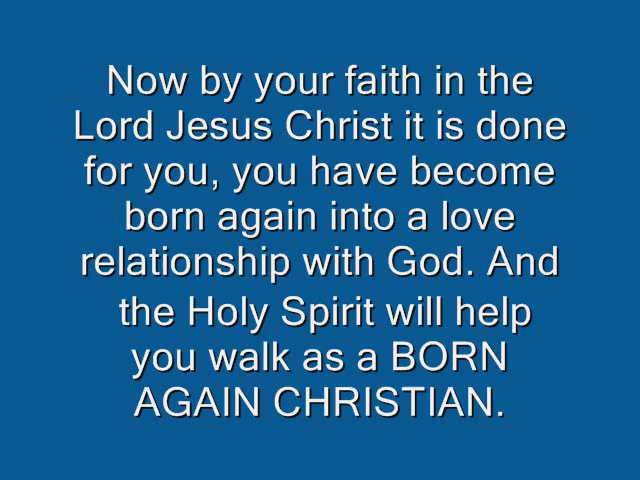 Now by your faith in the
Lord Jesus Christ it is done
for you, you have become
born again into a love
relationship with God. And
the Holy Spirit will help
you walk as a BORN
AGAIN CHRISTIAN.